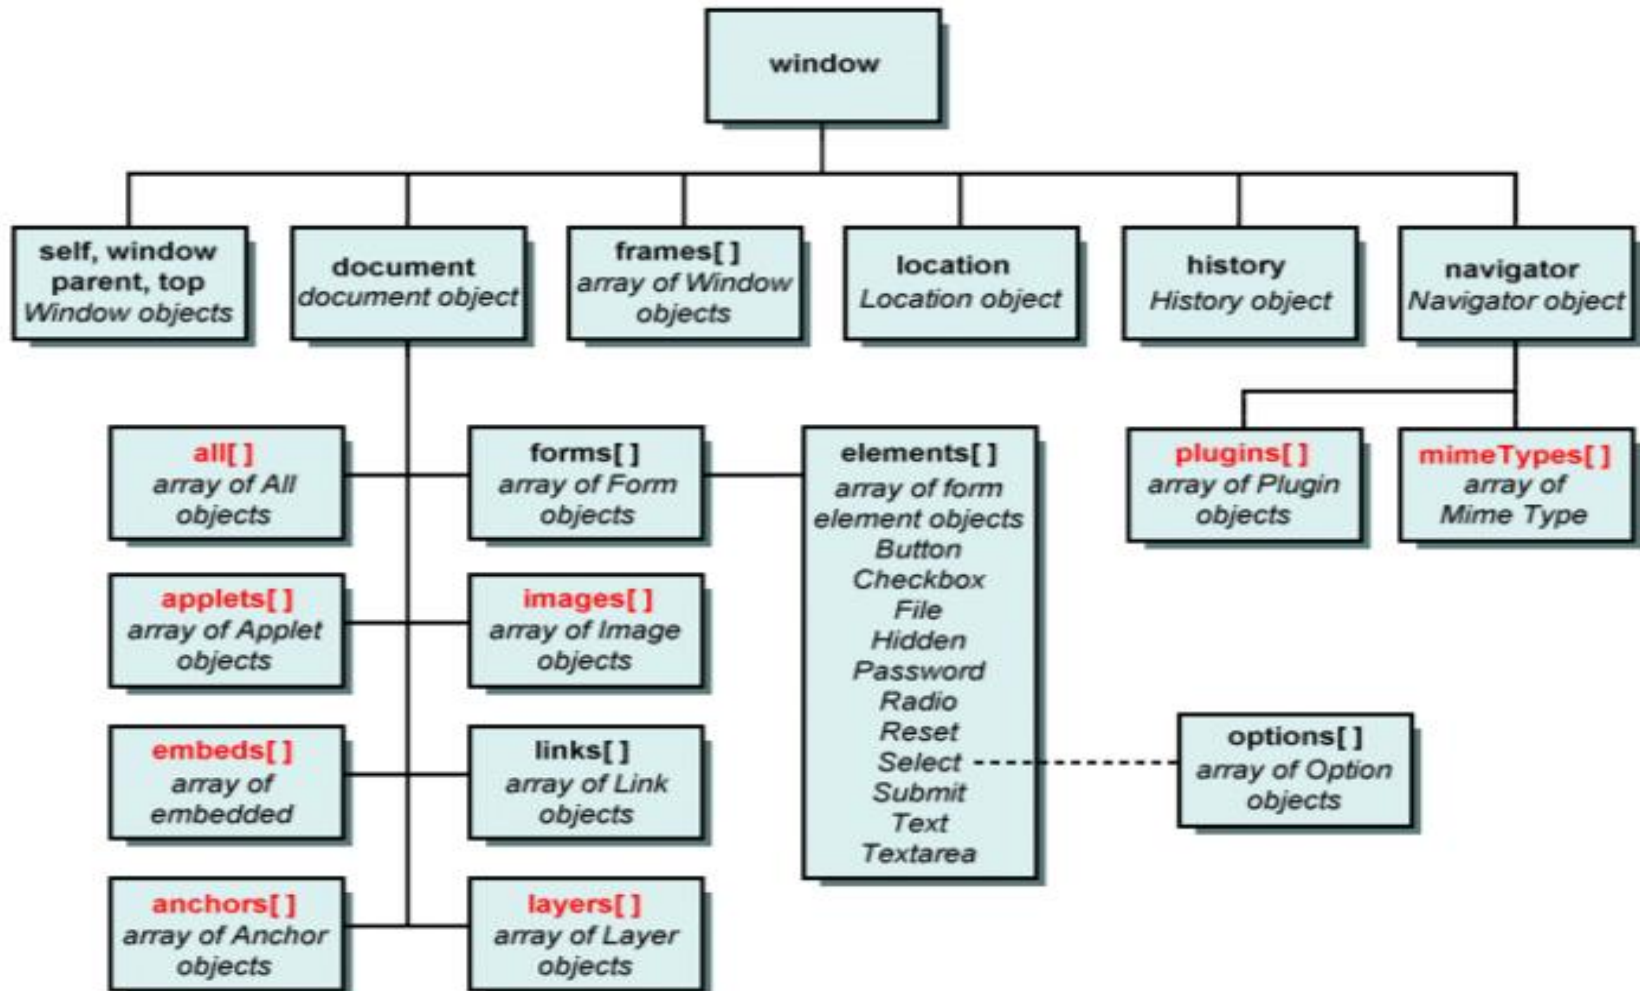 window
self, window
parent, top
Window objects
document
document object
frames[ ]
array of Window
objects
location
Location object
history
History object
navigator
Navigator object
all[ ]
array of All
objects
forms[ ]
array of Form
objects
elements[ ]
array of form
element objects
Button
Checkbox
File
Hidden
Password
Radio
Reset
Select
Submit
Text
Textarea
plugins[ ]
array of Plugin
objects
mimeTypes[ ]
array of
Mime Type
applets[ ]
array of Applet
objects
images[ ]
array of Image
objects
embeds[ ]
array of
embedded
links[ ]
array of Link
objects
options[ ]
array of Option
objects
anchors[ ]
array of Anchor
objects
layers[ ]
array of Layer
objects